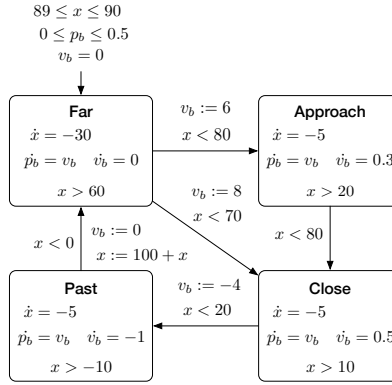 89 ≤ x ≤ 90
0 ≤ p_b ≤ 0.5
v_b = 0
Far
ẋ = −30
ṗ_b = v_b v̇_b = 0
x > 60
v_b := 6
x < 80
Approach
ẋ = −5
ṗ_b = v_b v̇_b = 0.3
x > 20
v_b := 8
x < 70
x < 80
x < 0
v_b := 0
x := 100 + x
Past
ẋ = −5
ṗ_b = v_b v̇_b = −1
x > −10
v_b := −4
x < 20
Close
ẋ = −5
ṗ_b = v_b v̇_b = 0.5
x > 10